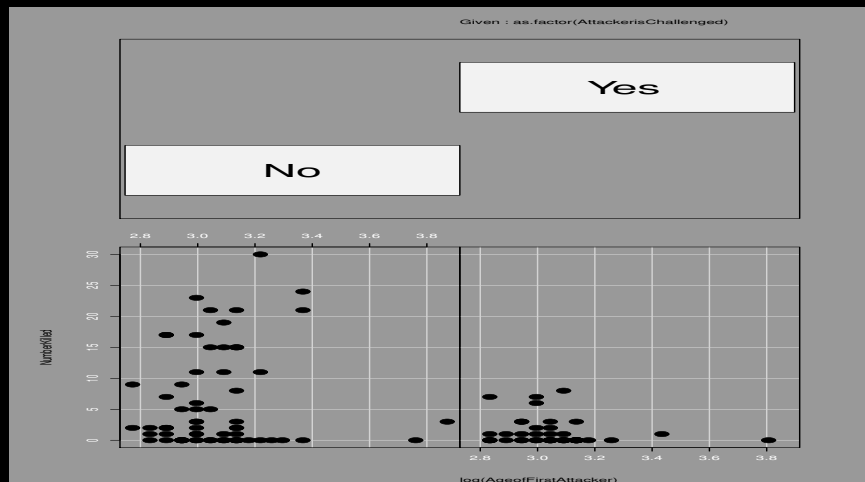 Given : as.factor(AttackerisChallenged)
Yes
No
2.8 3.0 3.2 3.4 3.6 3.8
30
25
20
15
10
5
0
NumberKilled
2.8 3.0 3.2 3.4 3.6 3.8
log(AgeofFirstAttacker)